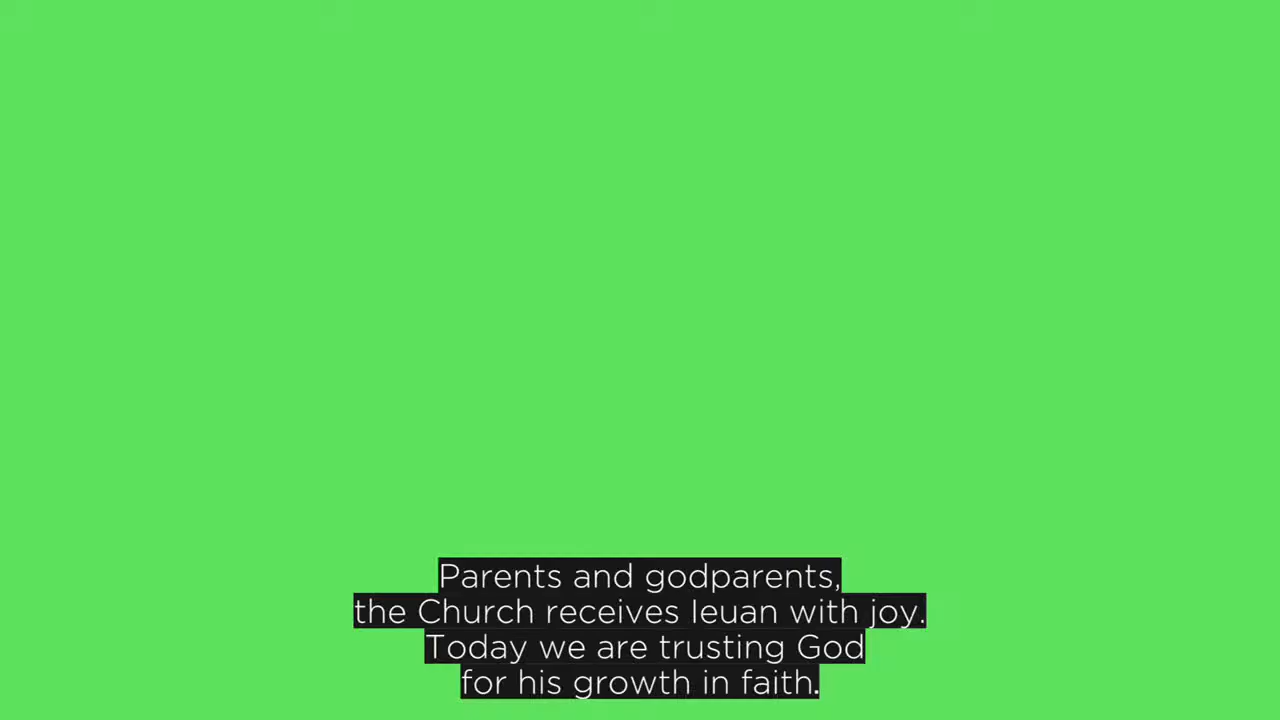 Parents and godparents,
the Church receives Ieuan with joy.
Today we are trusting God
for his growth in faith.